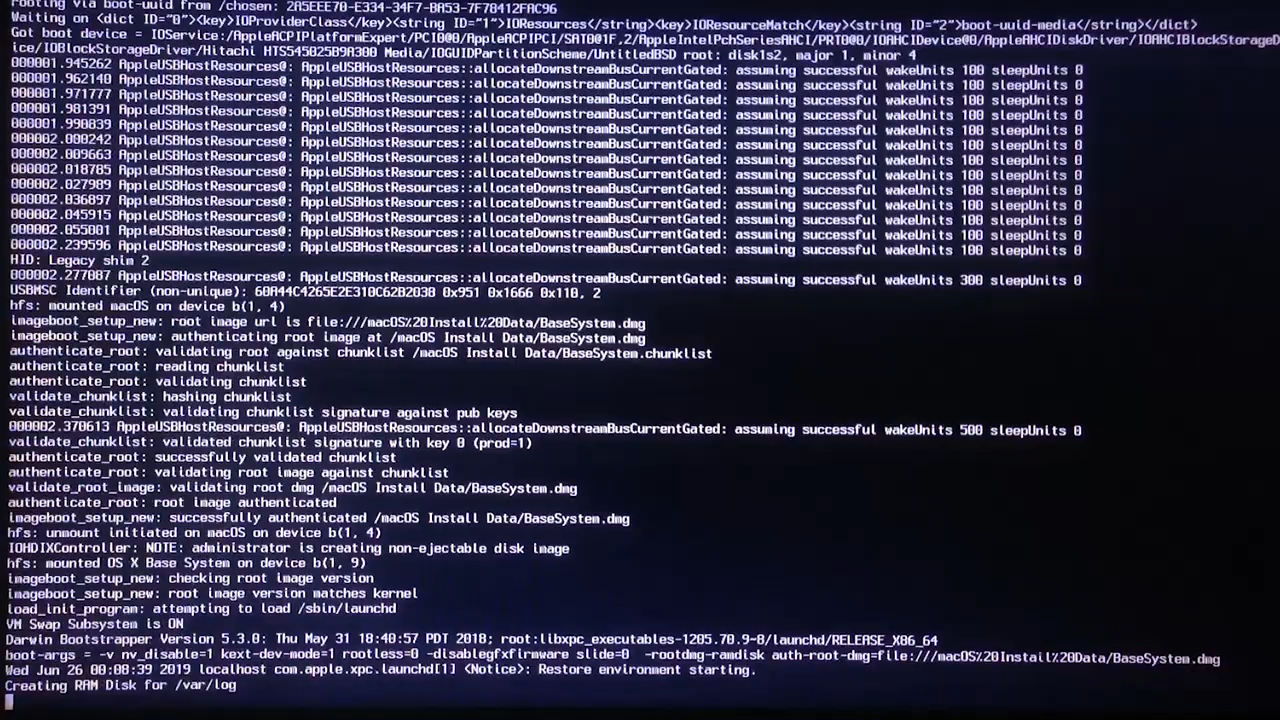 rooting via boot-uuid from /chosen: 2A5EEE70-E334-34F7-BA53-7F78412FAC96
Waiting on <dict ID="0"><key>IOProviderClass</key><string ID="1">IOResources</string><key>IOResourceMatch</key><string ID="2">boot-uuid-media</string></dict>
Got boot device = IOService:/AppleACPIPlatformExpert/PCI0@0/AppleACPIPCI/SAT0@1F,2/AppleIntelPchSeriesAHCI/PRT0@0/IOAHCIDevice@0/AppleAHCIDiskDriver/IOAHCIBlockStorageD
ice/IOBlockStorageDriver/Hitachi HTS545025B9A300 Media/IOGUIDPartitionScheme/UntitledBSD root: disk1s2, major 1, minor 4
000001.945262 AppleUSBHostResources@: AppleUSBHostResources::allocateDownstreamBusCurrentGated: assuming successful wakeUnits 100 sleepUnits 0
000001.962140 AppleUSBHostResources@: AppleUSBHostResources::allocateDownstreamBusCurrentGated: assuming successful wakeUnits 100 sleepUnits 0
000001.971777 AppleUSBHostResources@: AppleUSBHostResources::allocateDownstreamBusCurrentGated: assuming successful wakeUnits 100 sleepUnits 0
000001.981391 AppleUSBHostResources@: AppleUSBHostResources::allocateDownstreamBusCurrentGated: assuming successful wakeUnits 100 sleepUnits 0
000001.990839 AppleUSBHostResources@: AppleUSBHostResources::allocateDownstreamBusCurrentGated: assuming successful wakeUnits 100 sleepUnits 0
000002.000242 AppleUSBHostResources@: AppleUSBHostResources::allocateDownstreamBusCurrentGated: assuming successful wakeUnits 100 sleepUnits 0
000002.009663 AppleUSBHostResources@: AppleUSBHostResources::allocateDownstreamBusCurrentGated: assuming successful wakeUnits 100 sleepUnits 0
000002.018785 AppleUSBHostResources@: AppleUSBHostResources::allocateDownstreamBusCurrentGated: assuming successful wakeUnits 100 sleepUnits 0
000002.027909 AppleUSBHostResources@: AppleUSBHostResources::allocateDownstreamBusCurrentGated: assuming successful wakeUnits 100 sleepUnits 0
000002.036897 AppleUSBHostResources@: AppleUSBHostResources::allocateDownstreamBusCurrentGated: assuming successful wakeUnits 100 sleepUnits 0
000002.045915 AppleUSBHostResources@: AppleUSBHostResources::allocateDownstreamBusCurrentGated: assuming successful wakeUnits 100 sleepUnits 0
000002.055001 AppleUSBHostResources@: AppleUSBHostResources::allocateDownstreamBusCurrentGated: assuming successful wakeUnits 100 sleepUnits 0
000002.239596 AppleUSBHostResources@: AppleUSBHostResources::allocateDownstreamBusCurrentGated: assuming successful wakeUnits 100 sleepUnits 0
HID: Legacy shim 2
000002.277087 AppleUSBHostResources@: AppleUSBHostResources::allocateDownstreamBusCurrentGated: assuming successful wakeUnits 300 sleepUnits 0
USBMSC Identifier (non-unique): 60A44C4265E2E310C62B2030 0x951 0x1666 0x110, 2
hfs: mounted macOS on device b(1, 4)
imageboot_setup_new: root image url is file:///macOS%20Install%20Data/BaseSystem.dmg
imageboot_setup_new: authenticating root image at /macOS Install Data/BaseSystem.dmg
authenticate_root: validating root against chunklist /macOS Install Data/BaseSystem.chunklist
authenticate_root: reading chunklist
authenticate_root: validating chunklist
validate_chunklist: hashing chunklist
validate_chunklist: validating chunklist signature against pub keys
000002.370613 AppleUSBHostResources@: AppleUSBHostResources::allocateDownstreamBusCurrentGated: assuming successful wakeUnits 500 sleepUnits 0
validate_chunklist: validated chunklist signature with key 0 (prod=1)
authenticate_root: successfully validated chunklist
authenticate_root: validating root image against chunklist
validate_root_image: validating root dmg /macOS Install Data/BaseSystem.dmg
authenticate_root: root image authenticated
imageboot_setup_new: successfully authenticated /macOS Install Data/BaseSystem.dmg
hfs: unmount initiated on macOS on device b(1, 4)
IOHDIXController: NOTE: administrator is creating non-ejectable disk image
hfs: mounted OS X Base System on device b(1, 9)
imageboot_setup_new: checking root image version
imageboot_setup_new: root image version matches kernel
load_init_program: attempting to load /sbin/launchd
VM Swap Subsystem is ON
Darwin Bootstrapper Version 5.3.0: Thu May 31 18:40:57 PDT 2018; root:libxpc_executables-1205.70.9~8/launchd/RELEASE_X86_64
boot-args = -v nv_disable=1 kext-dev-mode=1 rootless=0 -disablegfxfirmware slide=0  -rootdmg-ramdisk auth-root-dmg=file:///macOS%20Install%20Data/BaseSystem.dmg
Wed Jun 26 00:08:39 2019 localhost com.apple.xpc.launchd[1] <Notice>: Restore environment starting.
Creating RAM Disk for /var/log